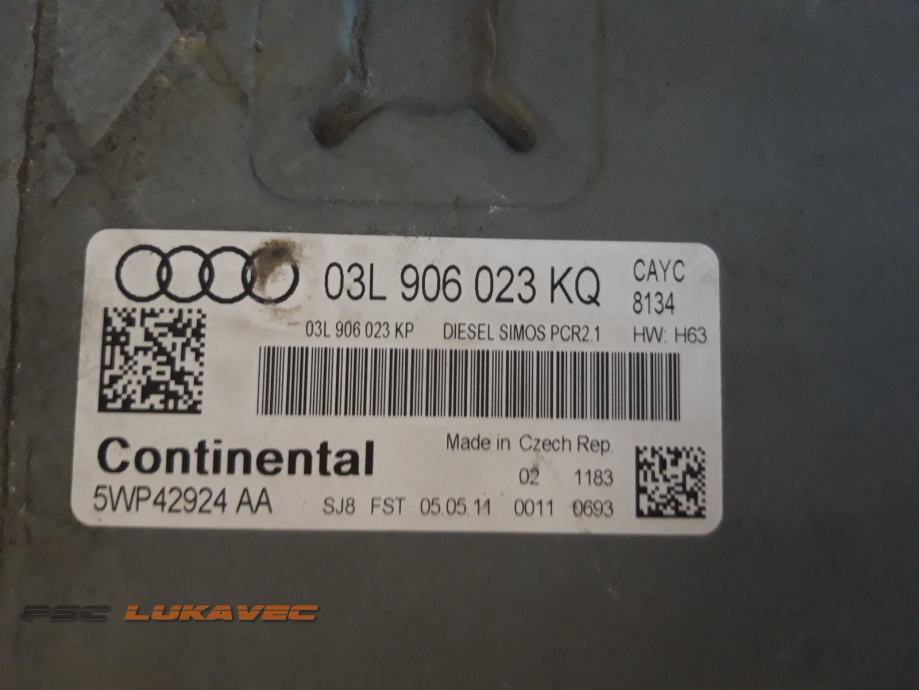 03L 906 023 KQ
CAYC
8134
03L 906 023 KP DIESEL SIMOS PCR2.1 HW: H63
Continental
Made in Czech Rep.
02 1183
5WP42924 AA SJ8 FST 05.05.11 0011 0693
PSC LUKAVEC